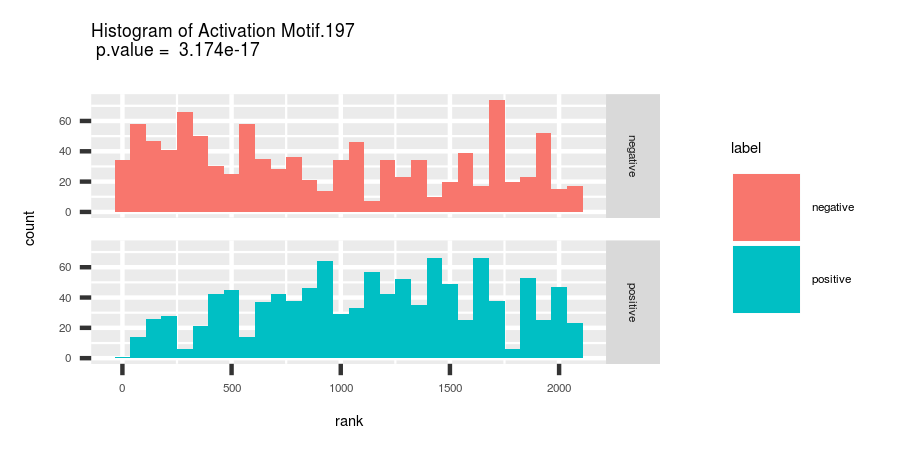 Histogram of Activation Motif.197
p.value =  3.174e-17
count
60
40
20
0
negative
60
40
20
0
positive
0
500
1000
1500
2000
rank
label
negative
positive